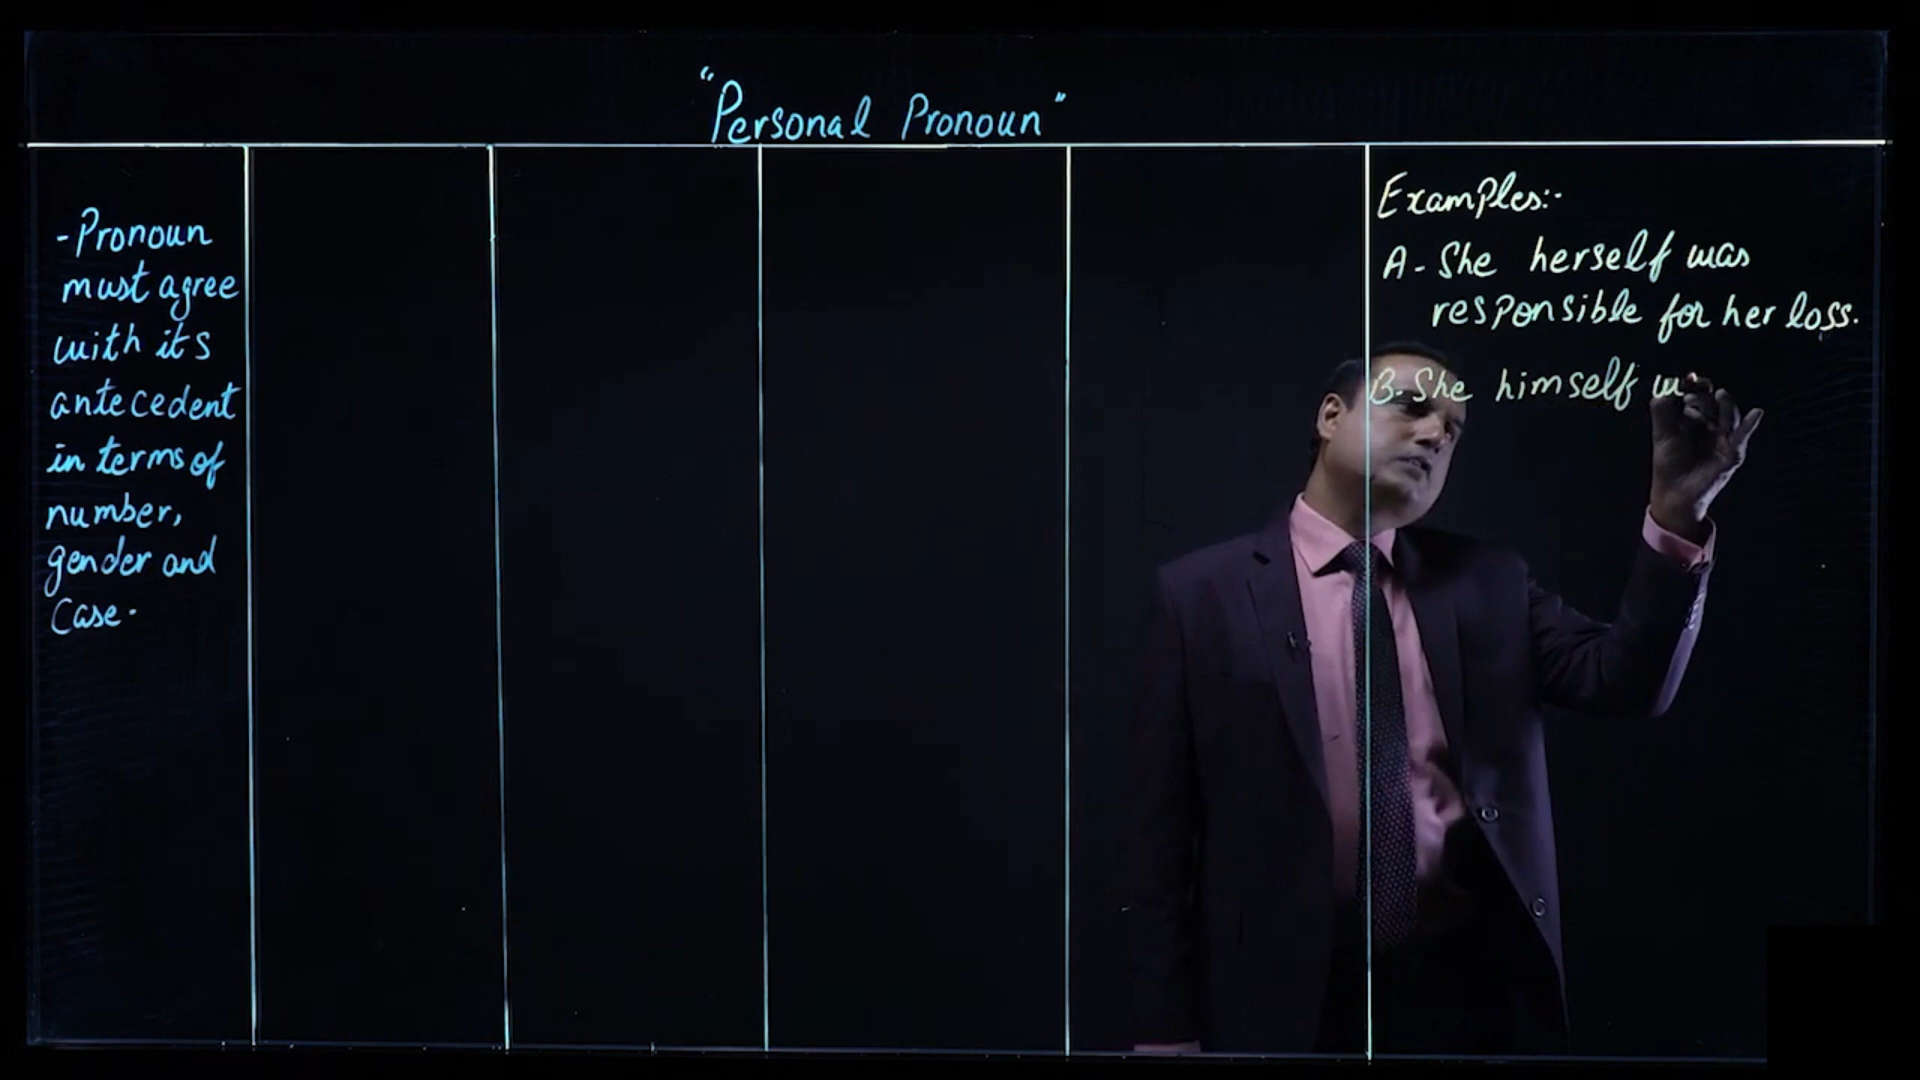 "Personal Pronoun"
-Pronoun
must agree
with its
antecedent
in terms of
number,
gender and
Case.
Examples:-
A- She herself was
responsible for her loss.
B. She himself